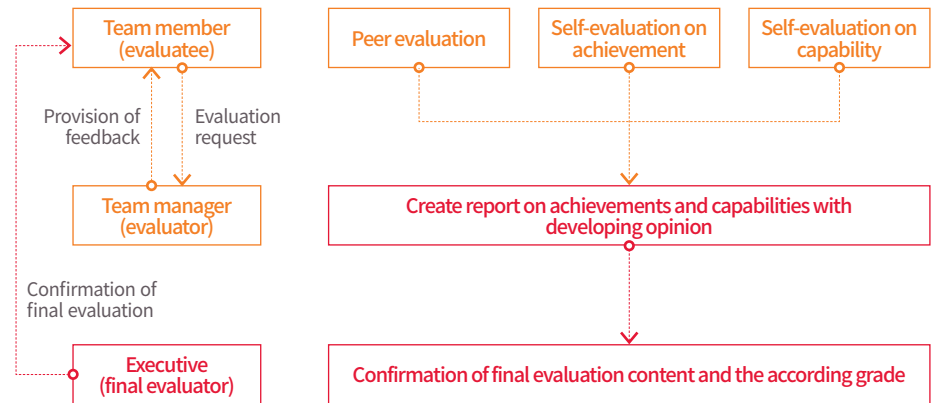 Team member
(evaluatee)
Peer evaluation
Self-evaluation on
achievement
Self-evaluation on
capability
Provision of
feedback
Evaluation
request
Team manager
(evaluator)
Create report on achievements and capabilities with
developing opinion
Confirmation of
final evaluation
Executive
(final evaluator)
Confirmation of final evaluation content and the according grade